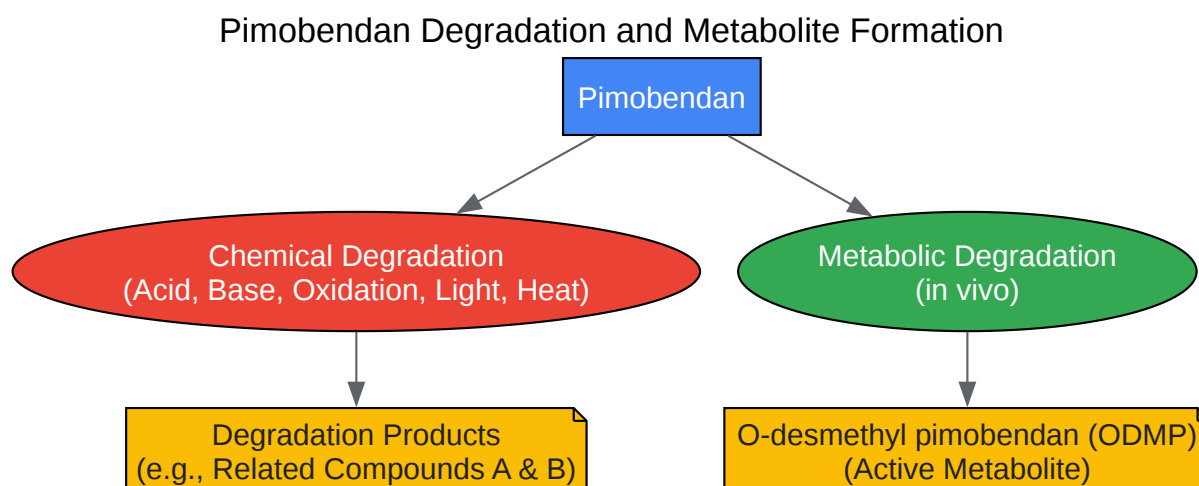 Pimobendan Degradation and Metabolite Formation
Pimobendan
Chemical Degradation
(Acid, Base, Oxidation, Light, Heat)
Metabolic Degradation
(in vivo)
Degradation Products
(e.g., Related Compounds A & B)
O-desmethyl pimobendan (ODMP)
(Active Metabolite)